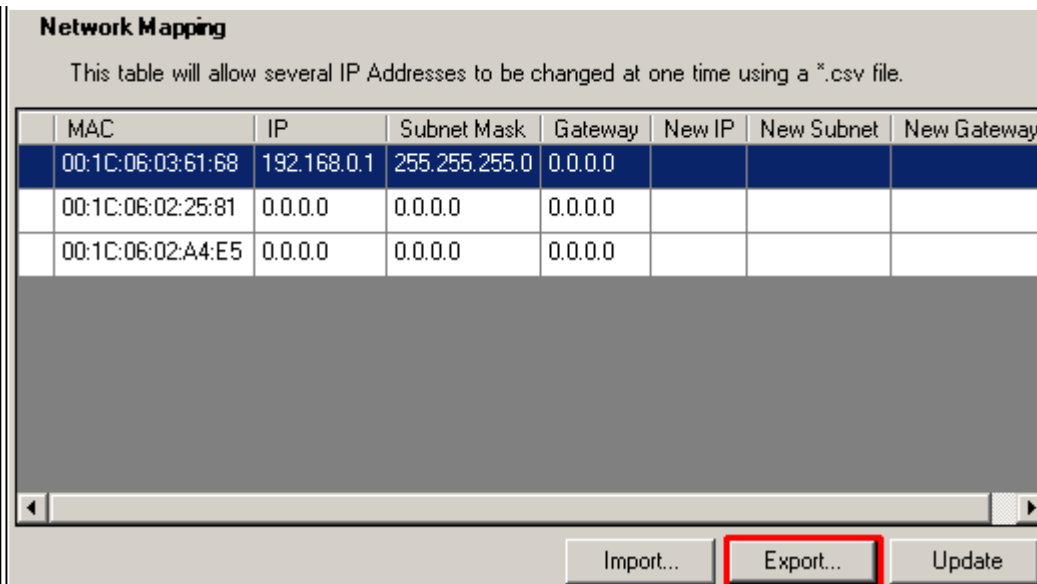 Network Mapping
This table will allow several IP Addresses to be changed at one time using a *.csv file.
MAC IP Subnet Mask Gateway New IP New Subnet New Gateway
00:1C:06:03:61:68 192.168.0.1 255.255.255.0 0.0.0.0
00:1C:06:02:25:81 0.0.0.0 0.0.0.0 0.0.0.0
00:1C:06:02:A4:E5 0.0.0.0 0.0.0.0 0.0.0.0
Import... Export... Update